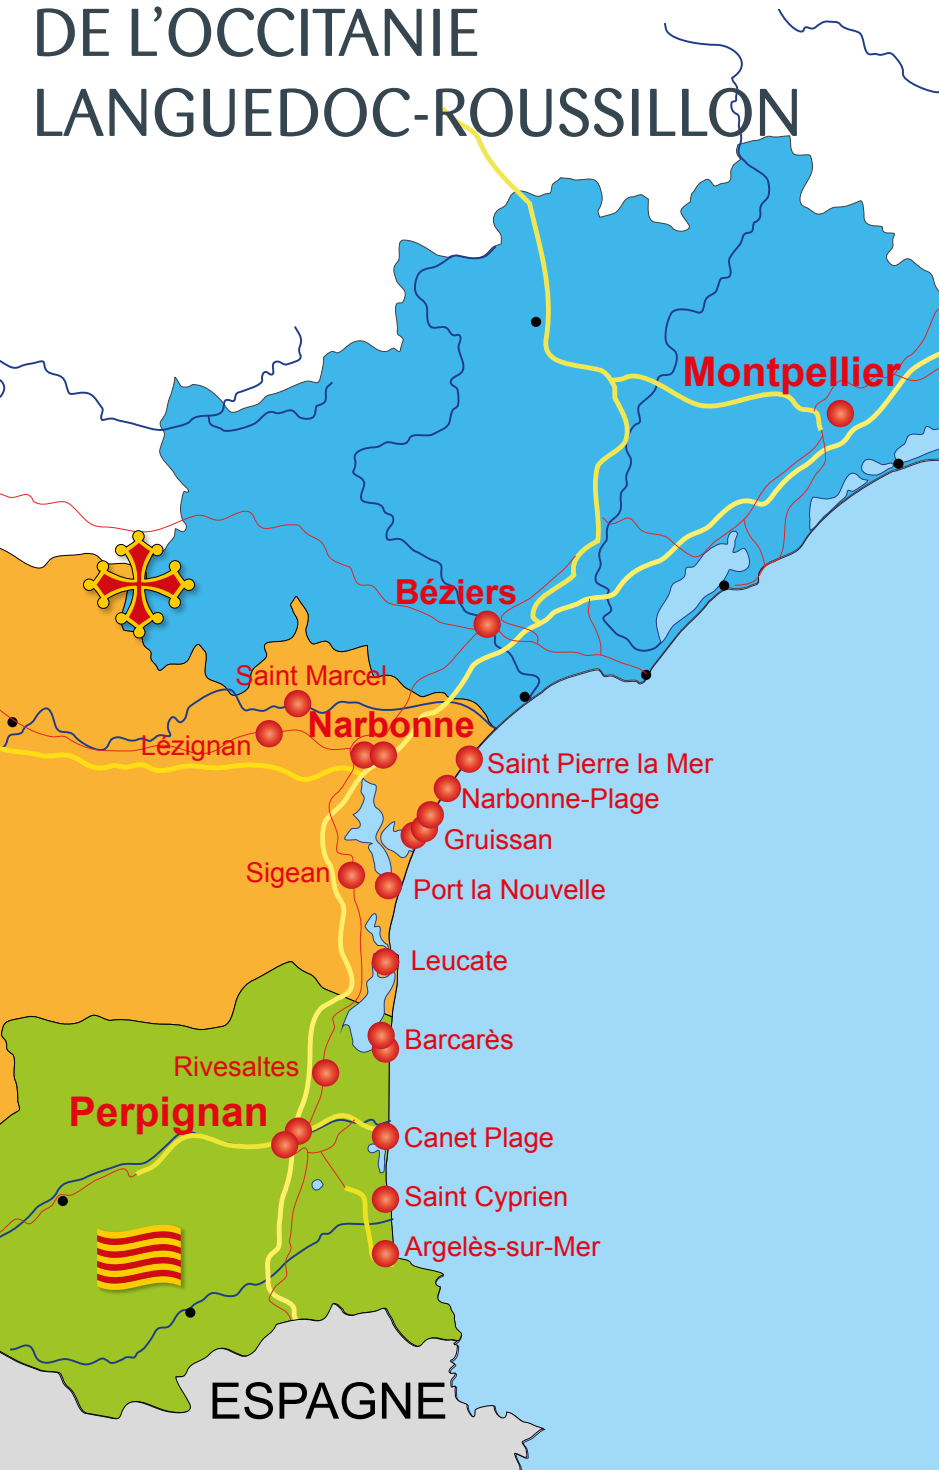 DE L’OCCITANIE
LANGUEDOC-ROUSSILLON
Montpellier
Béziers
Saint Marcel
Narbonne
Lézignan
Saint Pierre la Mer
Narbonne-Plage
Gruissan
Sigean
Port la Nouvelle
Leucate
Barcarès
Rivesaltes
Perpignan
Canet Plage
Saint Cyprien
Argelès-sur-Mer
ESPAGNE